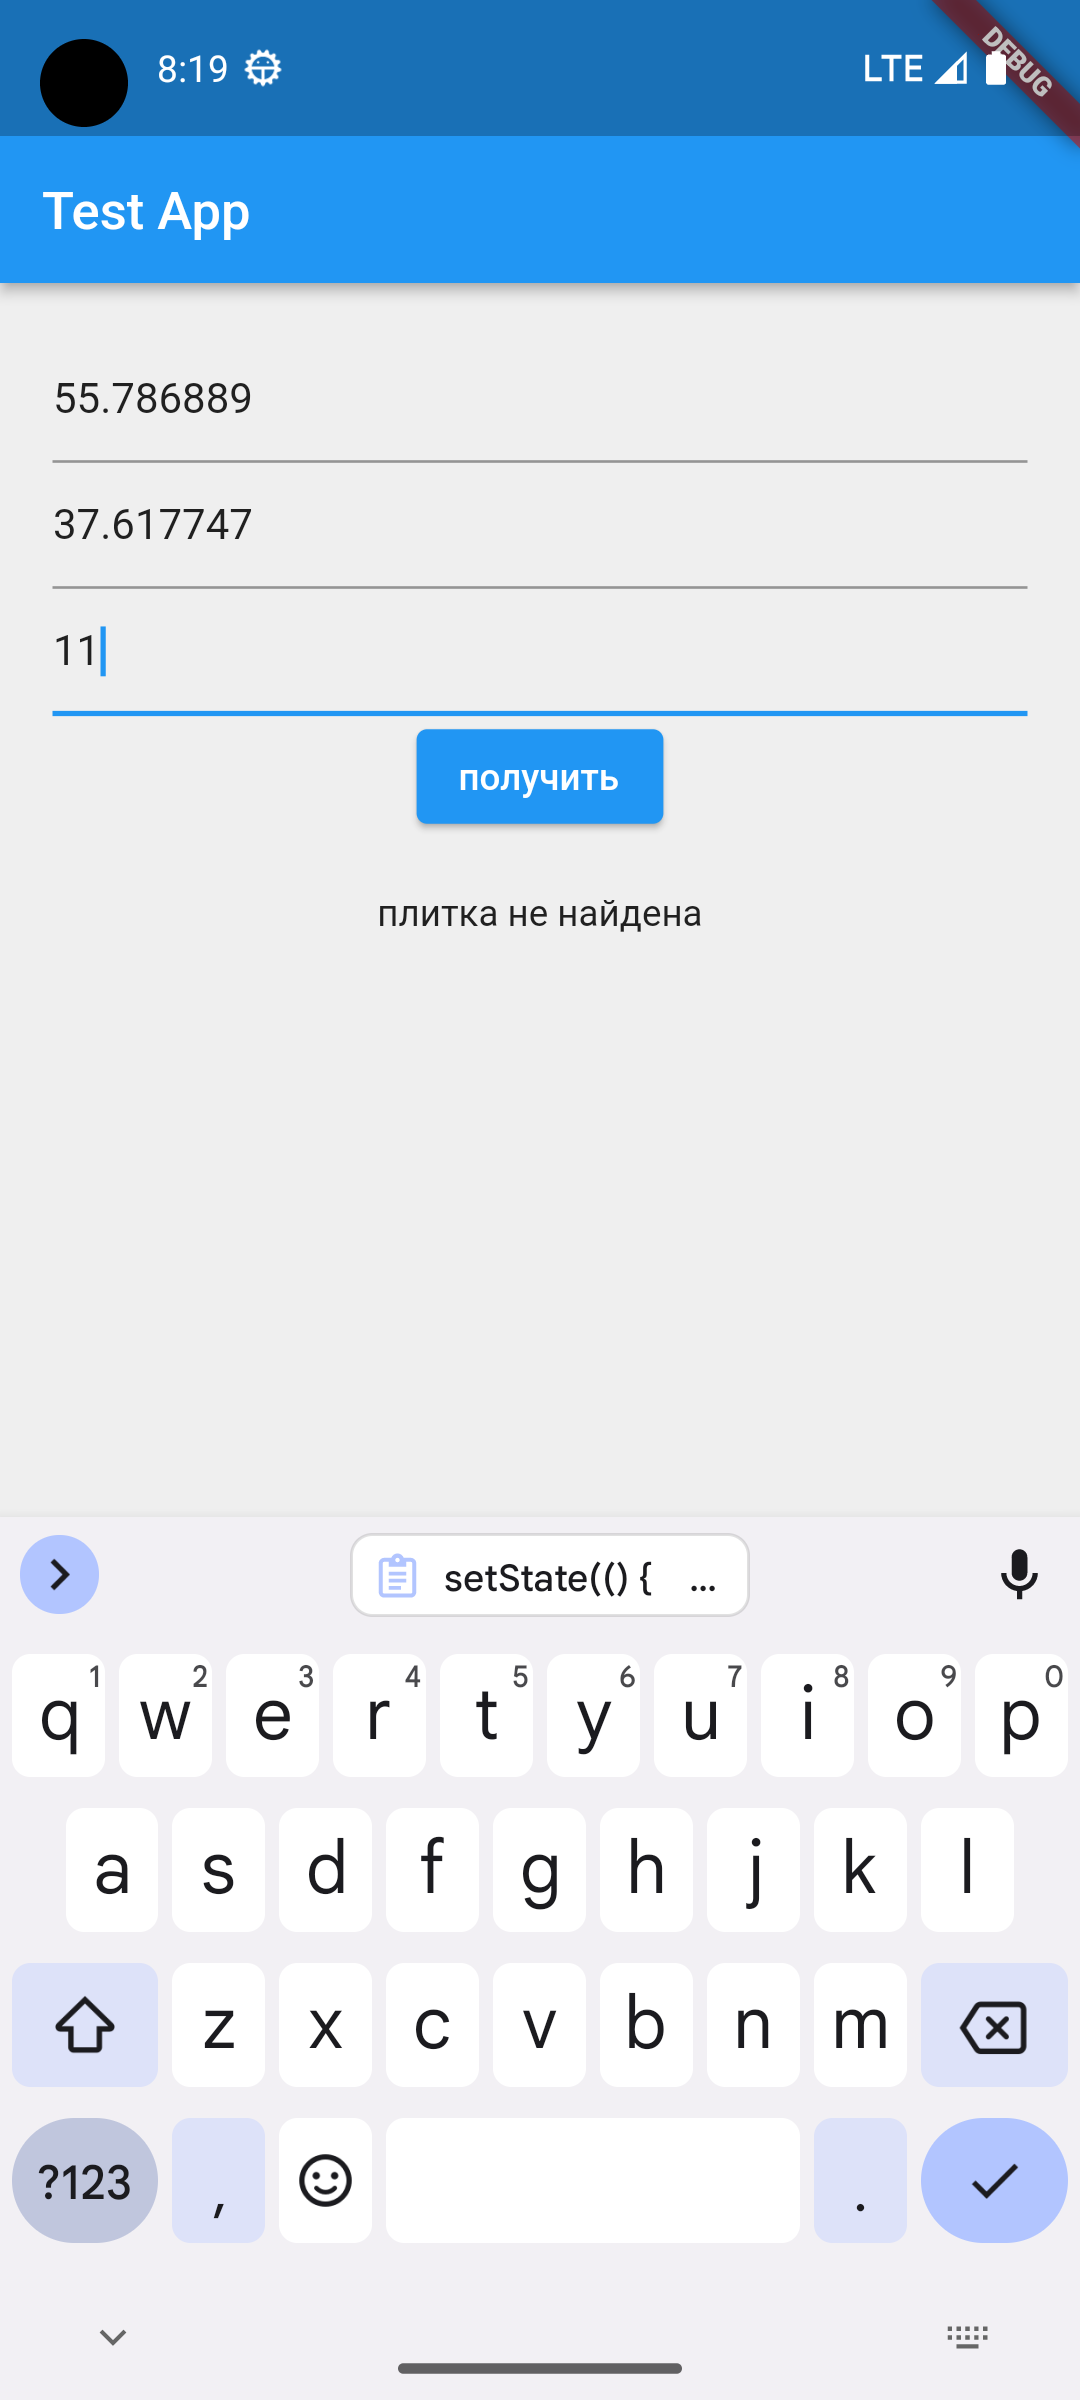 8:19 LTE DEBUG
Test App
55.786889
37.617747
11
получить
плитка не найдена
setState(() { ...
1 2 3 4 5 6 7 8 9 0
q w e r t y u i o p
a s d f g h j k l
z x c v b n m
?123 , .